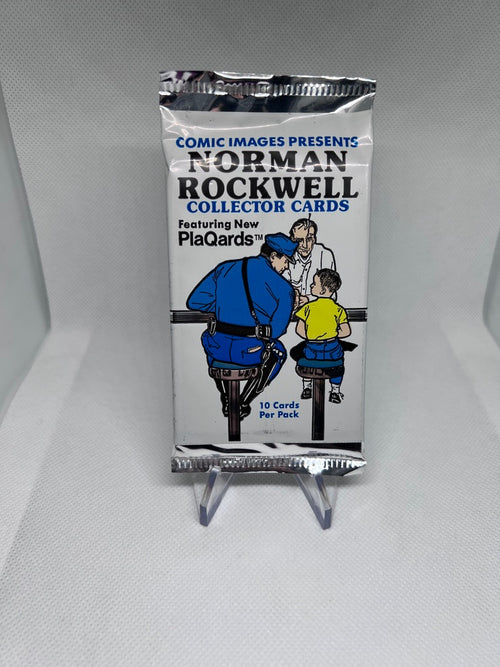 COMIC IMAGES PRESENTS
NORMAN
ROCKWELL
COLLECTOR CARDS
Featuring New
PlaQards™
10 Cards
Per Pack